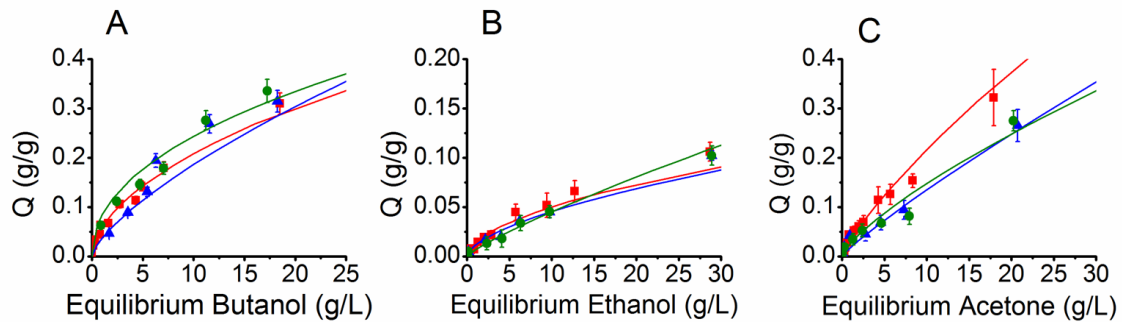 A
Q (g/g)
0.4
0.3
0.2
0.1
0.0
0 5 10 15 20 25
Equilibrium Butanol (g/L)
B
Q (g/g)
0.20
0.15
0.10
0.05
0.00
0 5 10 15 20 25 30
Equilibrium Ethanol (g/L)
C
Q (g/g)
0.4
0.3
0.2
0.1
0.0
0 5 10 15 20 25 30
Equilibrium Acetone (g/L)